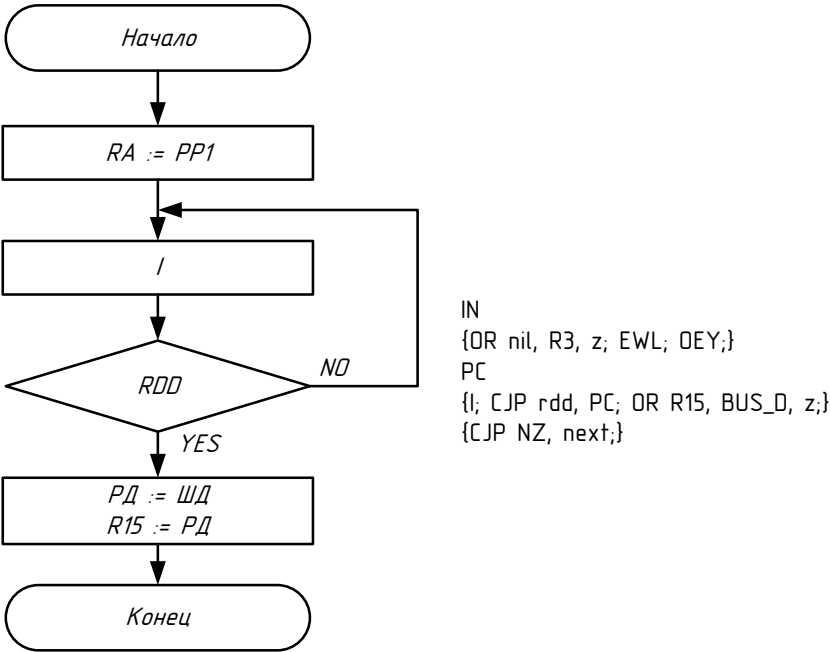 Начало
RA := PP1
I
RDD
NO
YES
РД := ШД
R15 := РД
Конец
IN
{OR nil, R3, z; EWL; OEY;}
PC
{I; CJP rdd, PC; OR R15, BUS_D, z;}
{CJP NZ, next;}